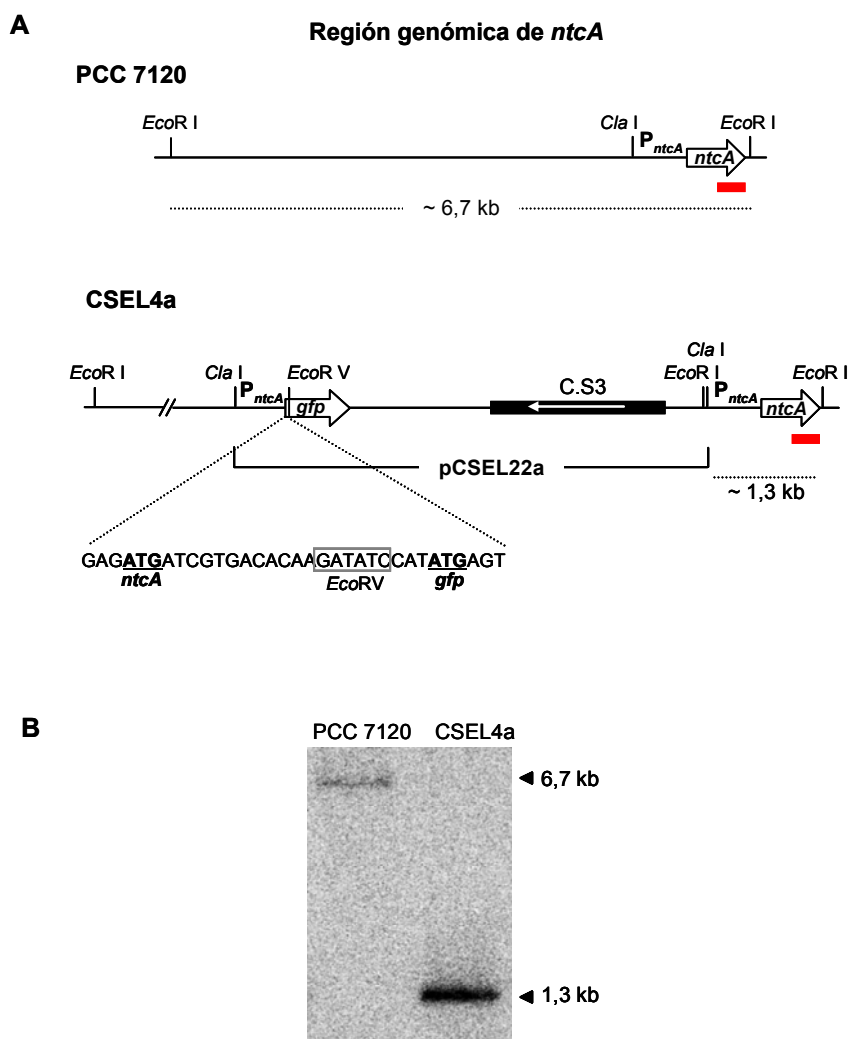 A
Región genómica de ntcA
PCC 7120
EcoR I
Cla I
PntcA
EcoR I
ntcA
~ 6,7 kb
CSEL4a
EcoR I
Cla I
PntcA
EcoR V
gfp
C.S3
Cla I
EcoR I
PntcA
EcoR I
ntcA
pCSEL22a
~ 1,3 kb
GAGATGATCGTGACACAAGATATCCATATGAGT
ntcA
EcoRV
gfp
B
PCC 7120 CSEL4a
6,7 kb
1,3 kb